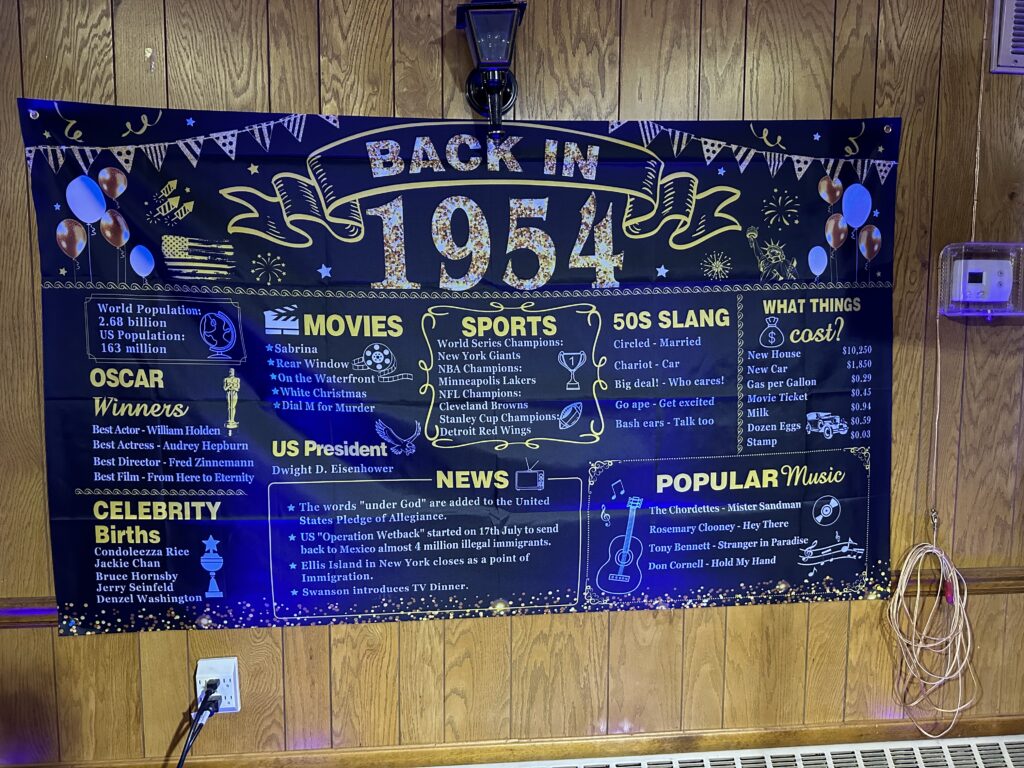 BACK IN
1954
World Population:
2.68 billion
US Population:
163 million
OSCAR
Winners
Best Actor - William Holden
Best Actress - Audrey Hepburn
Best Director - Fred Zinnemann
Best Film - From Here to Eternity
CELEBRITY
Births
Condoleezza Rice
Jackie Chan
Bruce Hornsby
Jerry Seinfeld
Denzel Washington
MOVIES
Sabrina
Rear Window
On the Waterfront
White Christmas
Dial M for Murder
US President
Dwight D. Eisenhower
SPORTS
World Series Champions:
New York Giants
NBA Champions:
Minneapolis Lakers
NFL Champions:
Cleveland Browns
Stanley Cup Champions:
Detroit Red Wings
1
50S SLANG
Circled - Married
Chariot - Car
Big deal! - Who cares!
Go ape - Get excited
Bash ears - Talk too
WHAT THINGS
cost?
$
New House $10,250
New Car $1,850
Gas per Gallon $0.29
Movie Ticket $0.45
Milk $0.94
Dozen Eggs $0.59
Stamp $0.03
NEWS
The words "under God" are added to the United
States Pledge of Allegiance.
US "Operation Wetback" started on 17th July to send
back to Mexico almost 4 million illegal immigrants.
Ellis Island in New York closes as a point of
Immigration.
Swanson introduces TV Dinner.
POPULAR Music
The Chordettes - Mister Sandman
Rosemary Clooney - Hey There
Tony Bennett - Stranger in Paradise
Don Cornell - Hold My Hand